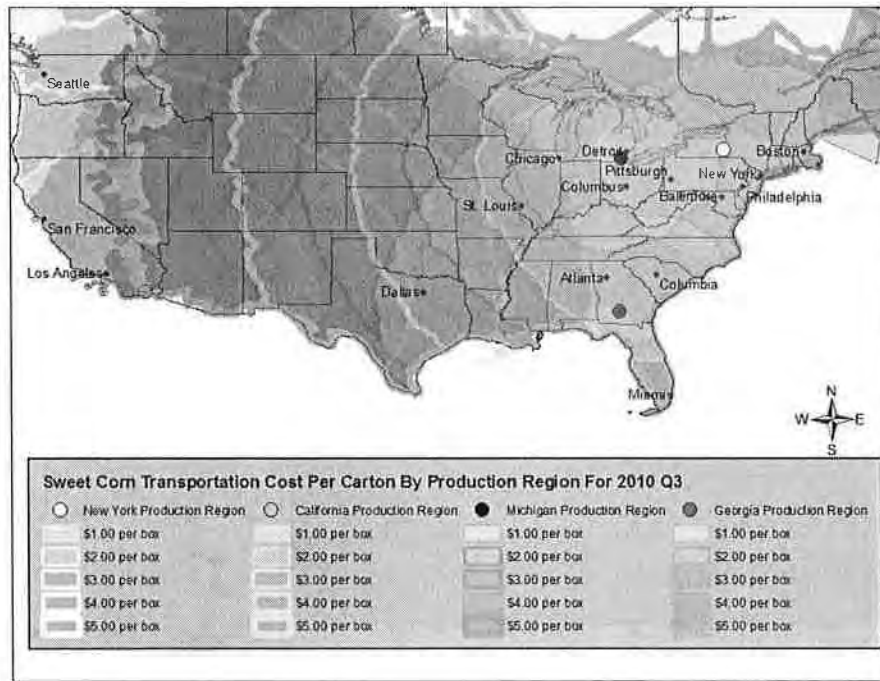 Seattle
Chicago
Detroit
Boston
Pittsburgh
New York
Columbus
Baltimore
Philadelphia
St. Louis
San Francisco
Los Angeles
Atlanta
Columbia
Dallas
Miami
N
W E
S
Sweet Corn Transportation Cost Per Carton By Production Region For 2010 Q3
New York Production Region California Production Region Michigan Production Region Georgia Production Region
$1.00 per box $1.00 per box $1.00 per box $1.00 per box
$2.00 per box $2.00 per box $2.00 per box $2.00 per box
$3.00 per box $3.00 per box $3.00 per box $3.00 per box
$4.00 per box $4.00 per box $4.00 per box $4.00 per box
$5.00 per box $5.00 per box $5.00 per box $5.00 per box